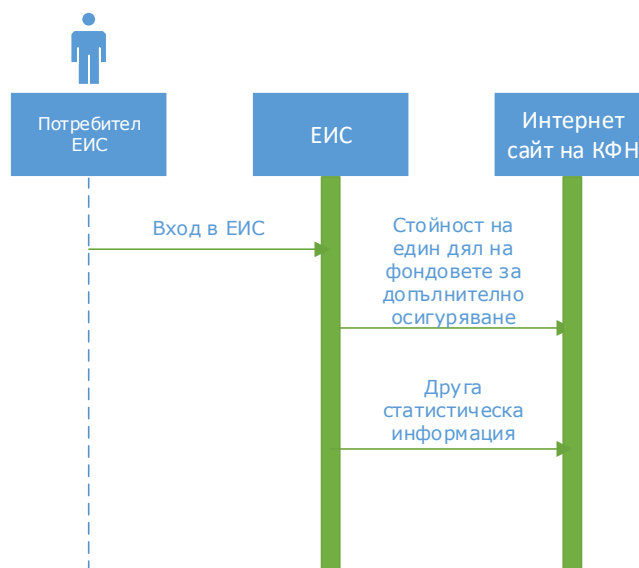 Потребител
ЕИС
ЕИС
Интернет
сайт на КФН
Вход в ЕИС
Стойност на
един дял на
фондовете за
допълнително
осигуряване
Друга
статистическа
информация